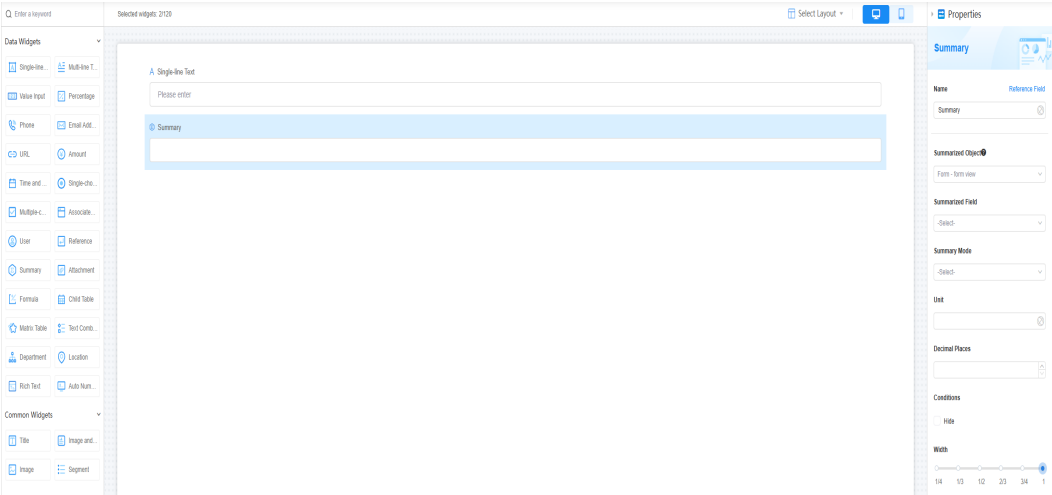 Enter a keyword
Selected widgets: 2/120
Select Layout
Properties
Data Widgets
Single-line...
Multi-line T...
Value Input
Percentage
Phone
Email Add...
URL
Amount
Time and ...
Single-cho...
Multiple-c...
Associate...
User
Reference
Summary
Attachment
Formula
Child Table
Matrix Table
Text Comb...
Department
Location
Rich Text
Auto Num...
Common Widgets
Title
Image and...
Image
Segment
A Single-line Text
Please enter
Summary
Summary
Name
Reference Field
Summary
Summarized Object
Form - form view
Summarized Field
-Select-
Summary Mode
-Select-
Unit
Decimal Places
Conditions
Hide
Width
1/4 1/3 1/2 2/3 3/4 1